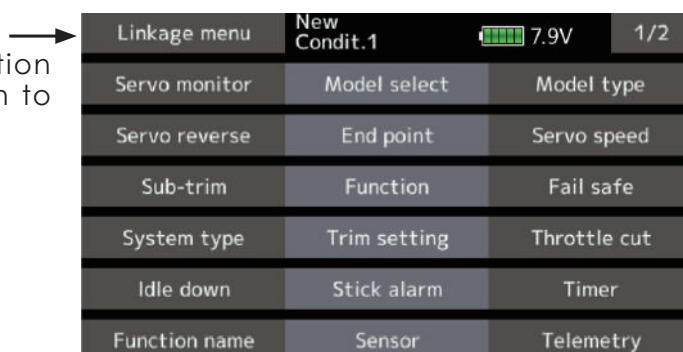 Linkage menu New Condit.1 7.9V 1/2
tion
n to
Servo monitor Model select Model type
Servo reverse End point Servo speed
Sub-trim Function Fail safe
System type Trim setting Throttle cut
Idle down Stick alarm Timer
Function name Sensor Telemetry